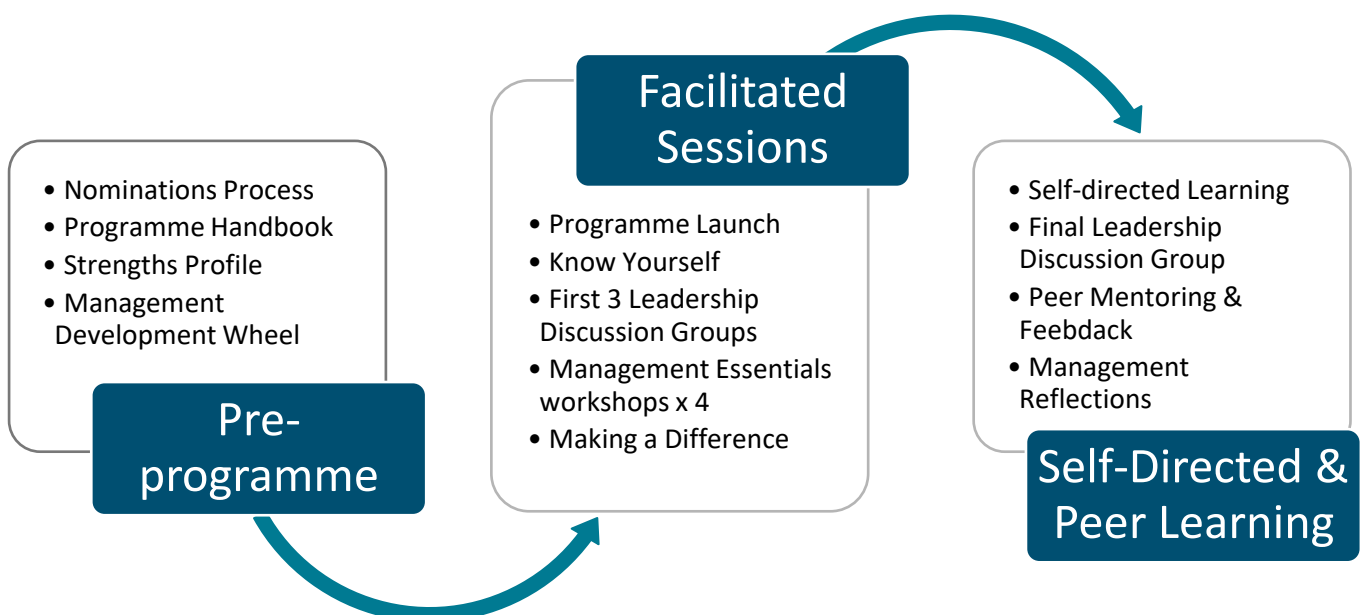 • Nominations Process
• Programme Handbook
• Strengths Profile
• Management
Development Wheel
Pre-
programme
Facilitated
Sessions
• Programme Launch
• Know Yourself
• First 3 Leadership
Discussion Groups
• Management Essentials
workshops x 4
• Making a Difference
• Self-directed Learning
• Final Leadership
Discussion Group
• Peer Mentoring &
Feebdack
• Management
Reflections
Self-Directed &
Peer Learning